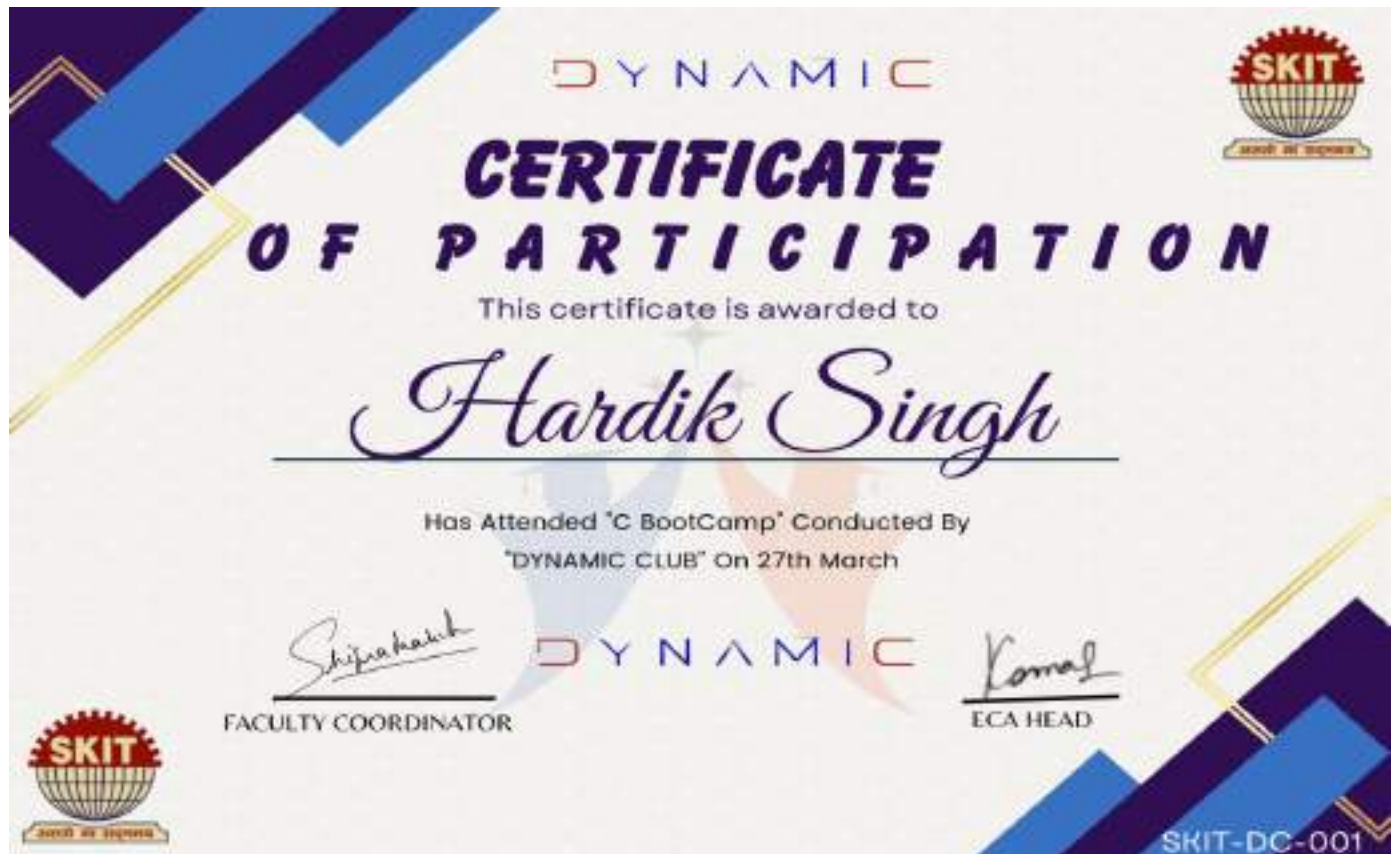 DYNAMIC
SKIT
CERTIFICATE
OF PARTICIPATION
This certificate is awarded to
Hardik Singh
Has Attended "C BootCamp" Conducted By
"DYNAMIC CLUB" On 27th March
DYNAMIC
Komal
FACULTY COORDINATOR
ECA HEAD
SKIT
SKIT-DC-001